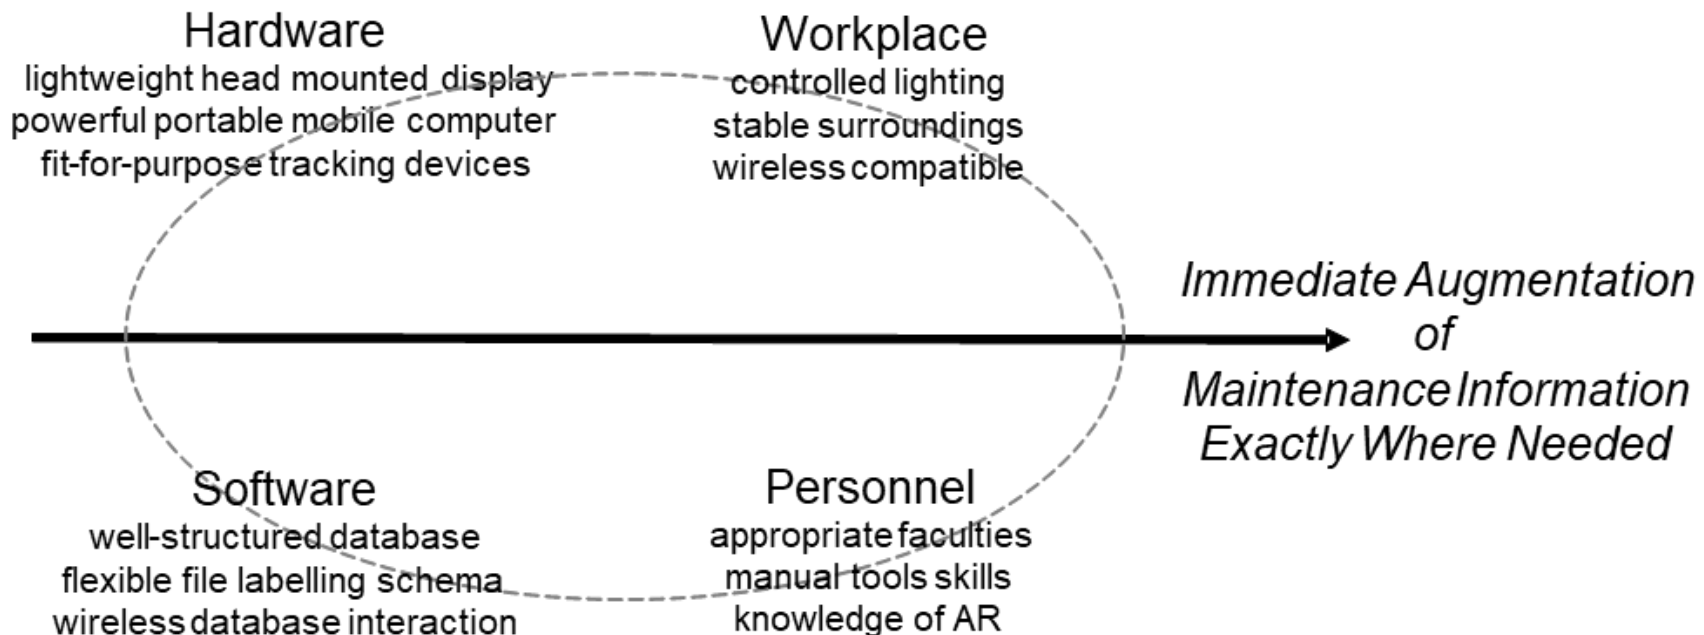 Hardware
lightweight head mounted display
powerful portable mobile computer
fit-for-purpose tracking devices
Workplace
controlled lighting
stable surroundings
wireless compatible
Immediate Augmentation
of
Maintenance Information
Exactly Where Needed
Software
well-structured database
flexible file labelling schema
wireless database interaction
Personnel
appropriate faculties
manual tools skills
knowledge of AR